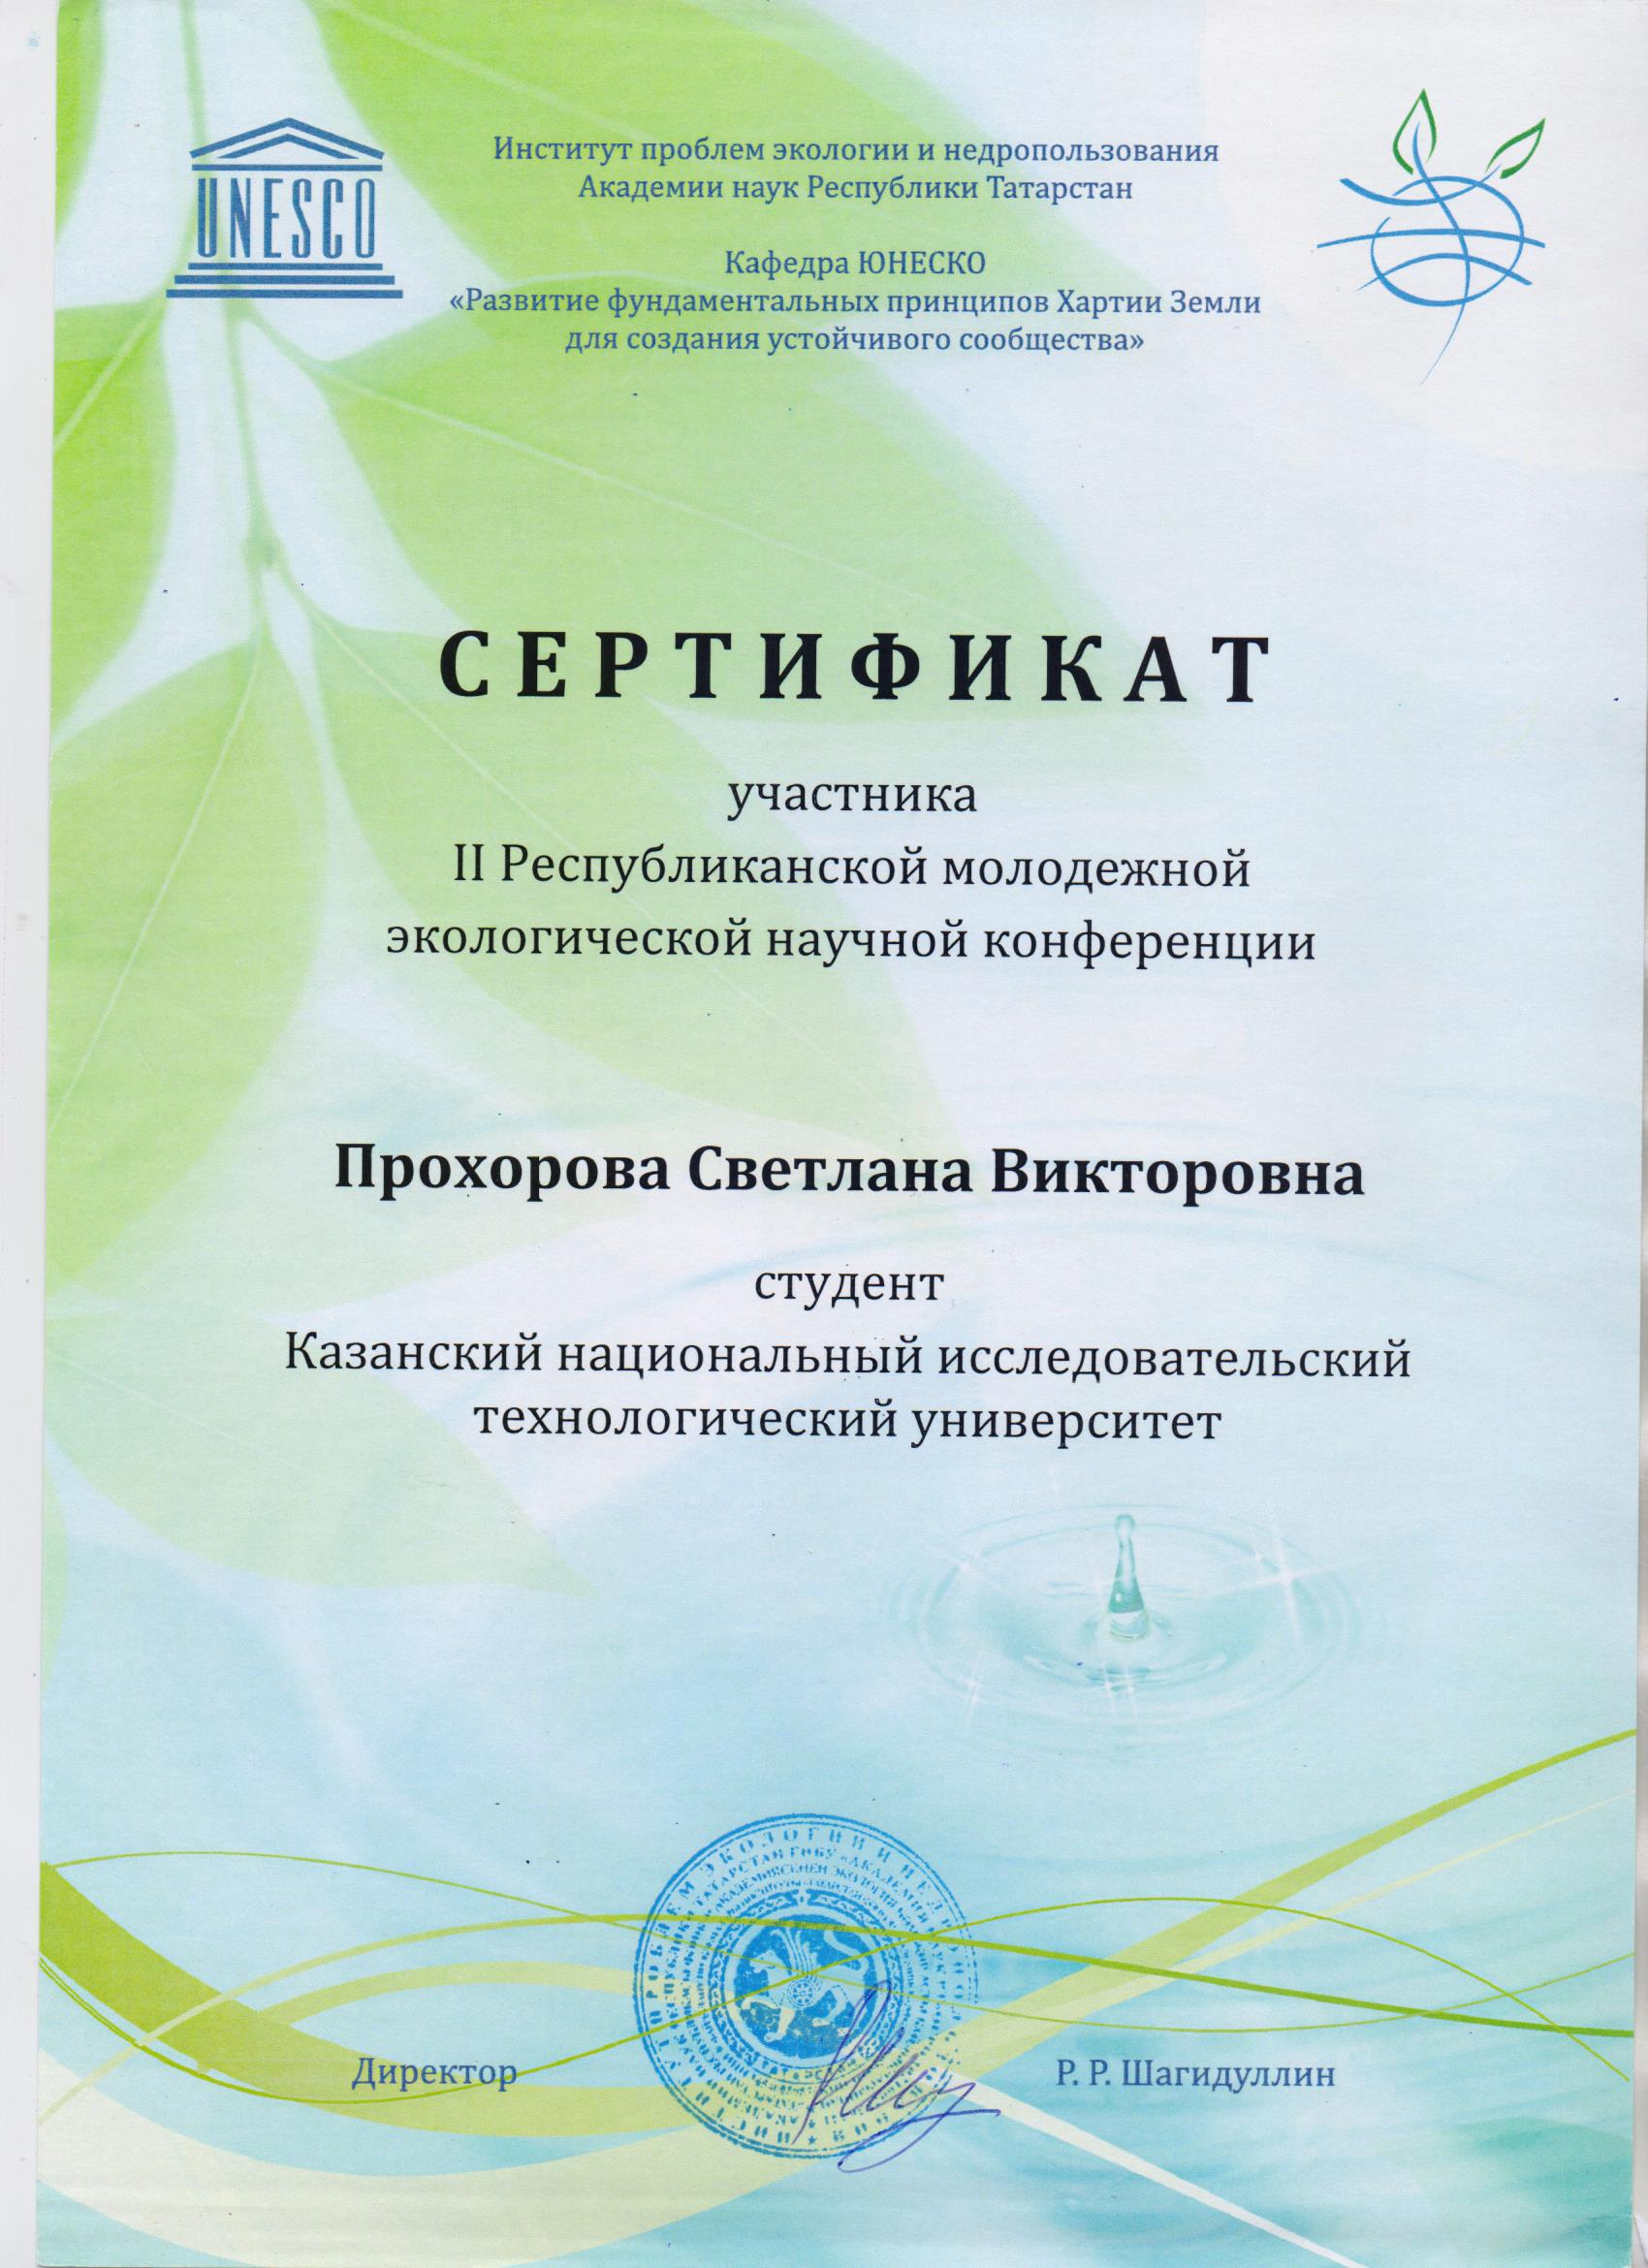 UNESCO
Институт проблем экологии и недропользования
Академии наук Республики Татарстан
Кафедра ЮНЕСКО
«Развитие фундаментальных принципов Хартии Земли
для создания устойчивого сообщества»
СЕРТИФИКАТ
участника
II Республиканской молодежной
экологической научной конференции
Прохорова Светлана Викторовна
студент
Казанский национальный исследовательский
технологический университет
Директор
Р. Р. Шагидуллин